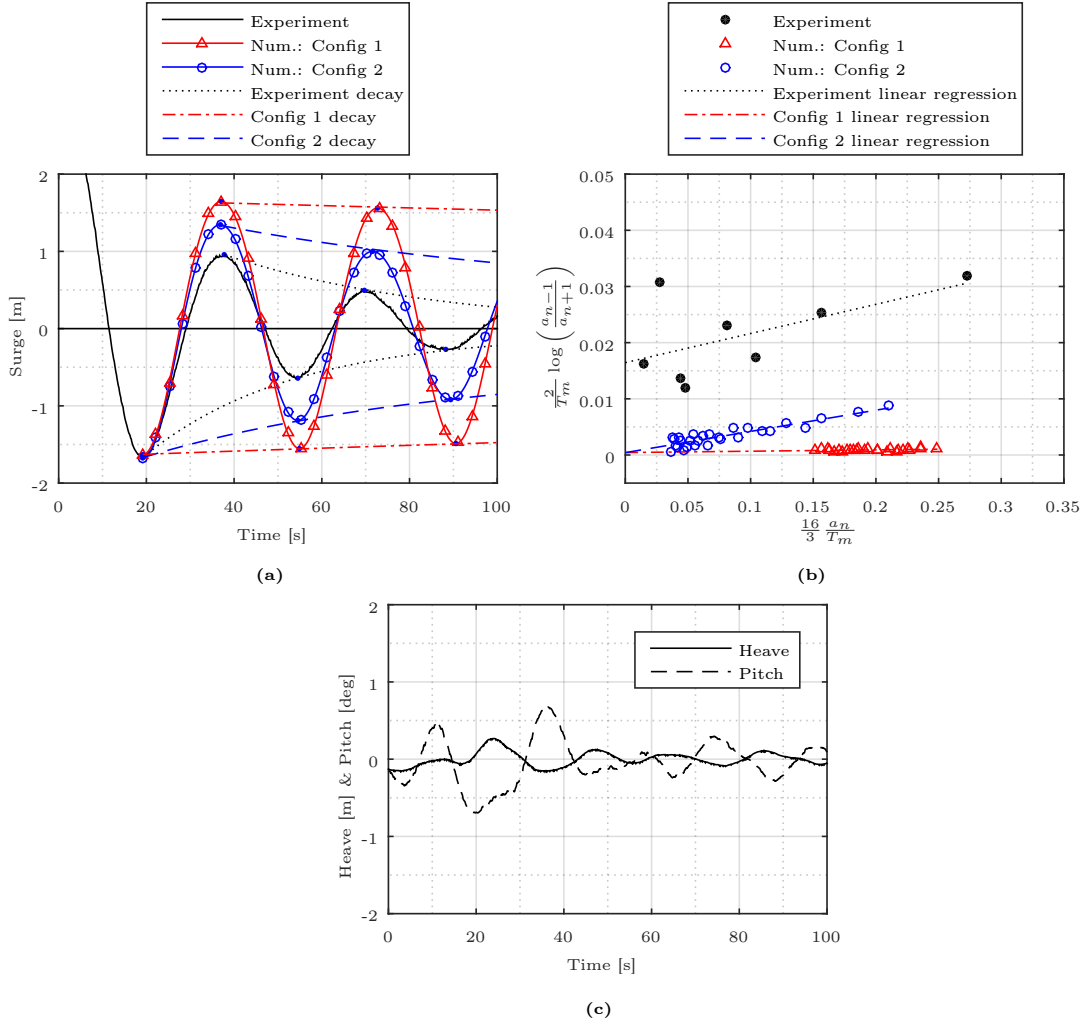 Experiment
Num.: Config 1
Num.: Config 2
Experiment decay
Config 1 decay
Config 2 decay
2
1
0
-1
-2
Surge [m]
0 20 40 60 80 100
Time [s]
(a)
Experiment
Num.: Config 1
Num.: Config 2
Experiment linear regression
Config 1 linear regression
Config 2 linear regression
0.05
0.04
0.03
0.02
0.01
0
2/T_m log (a_{n−1}/a_{n+1})
0 0.05 0.1 0.15 0.2 0.25 0.3 0.35
16/3 a_n/T_m
(b)
Heave
Pitch
2
1
0
-1
-2
Heave [m] & Pitch [deg]
0 20 40 60 80 100
Time [s]
(c)